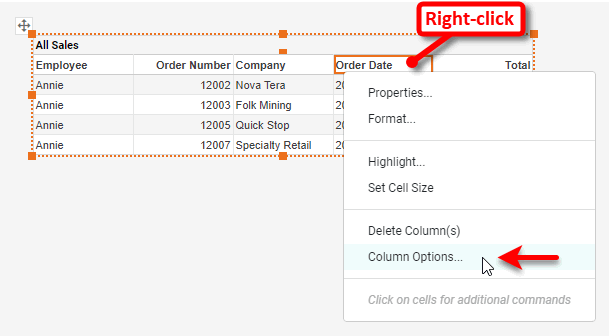 Right-click
All Sales
Employee Order Number Company Order Date Total
Annie 12002 Nova Tera 20
Annie 12003 Folk Mining 20
Annie 12005 Quick Stop 20
Annie 12007 Specialty Retail 20
Properties...
Format...
Highlight...
Set Cell Size
Delete Column(s)
Column Options...
Click on cells for additional commands